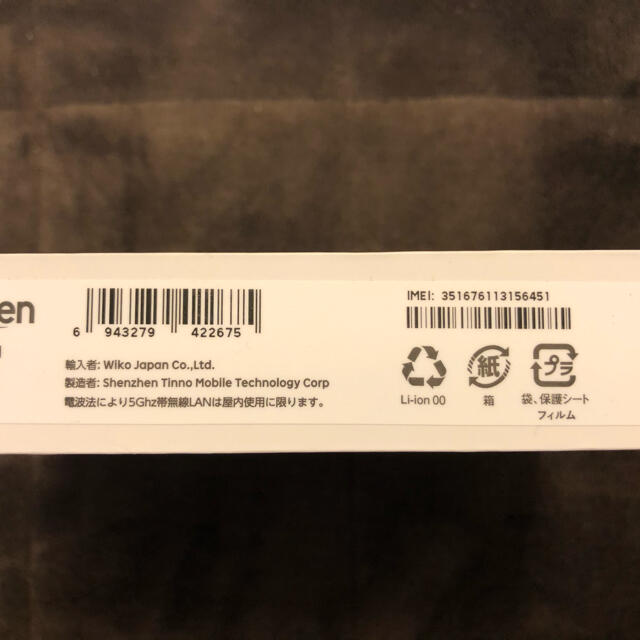 en
6 943279 422675
輸入者: Wiko Japan Co.,Ltd.
製造者: Shenzhen Tinno Mobile Technology Corp
電波法により5Ghz帯無線LANは屋内使用に限ります。
IMEI: 351676113156451
紙
プラ
Li-ion 00
箱
袋、保護シート
フィルム